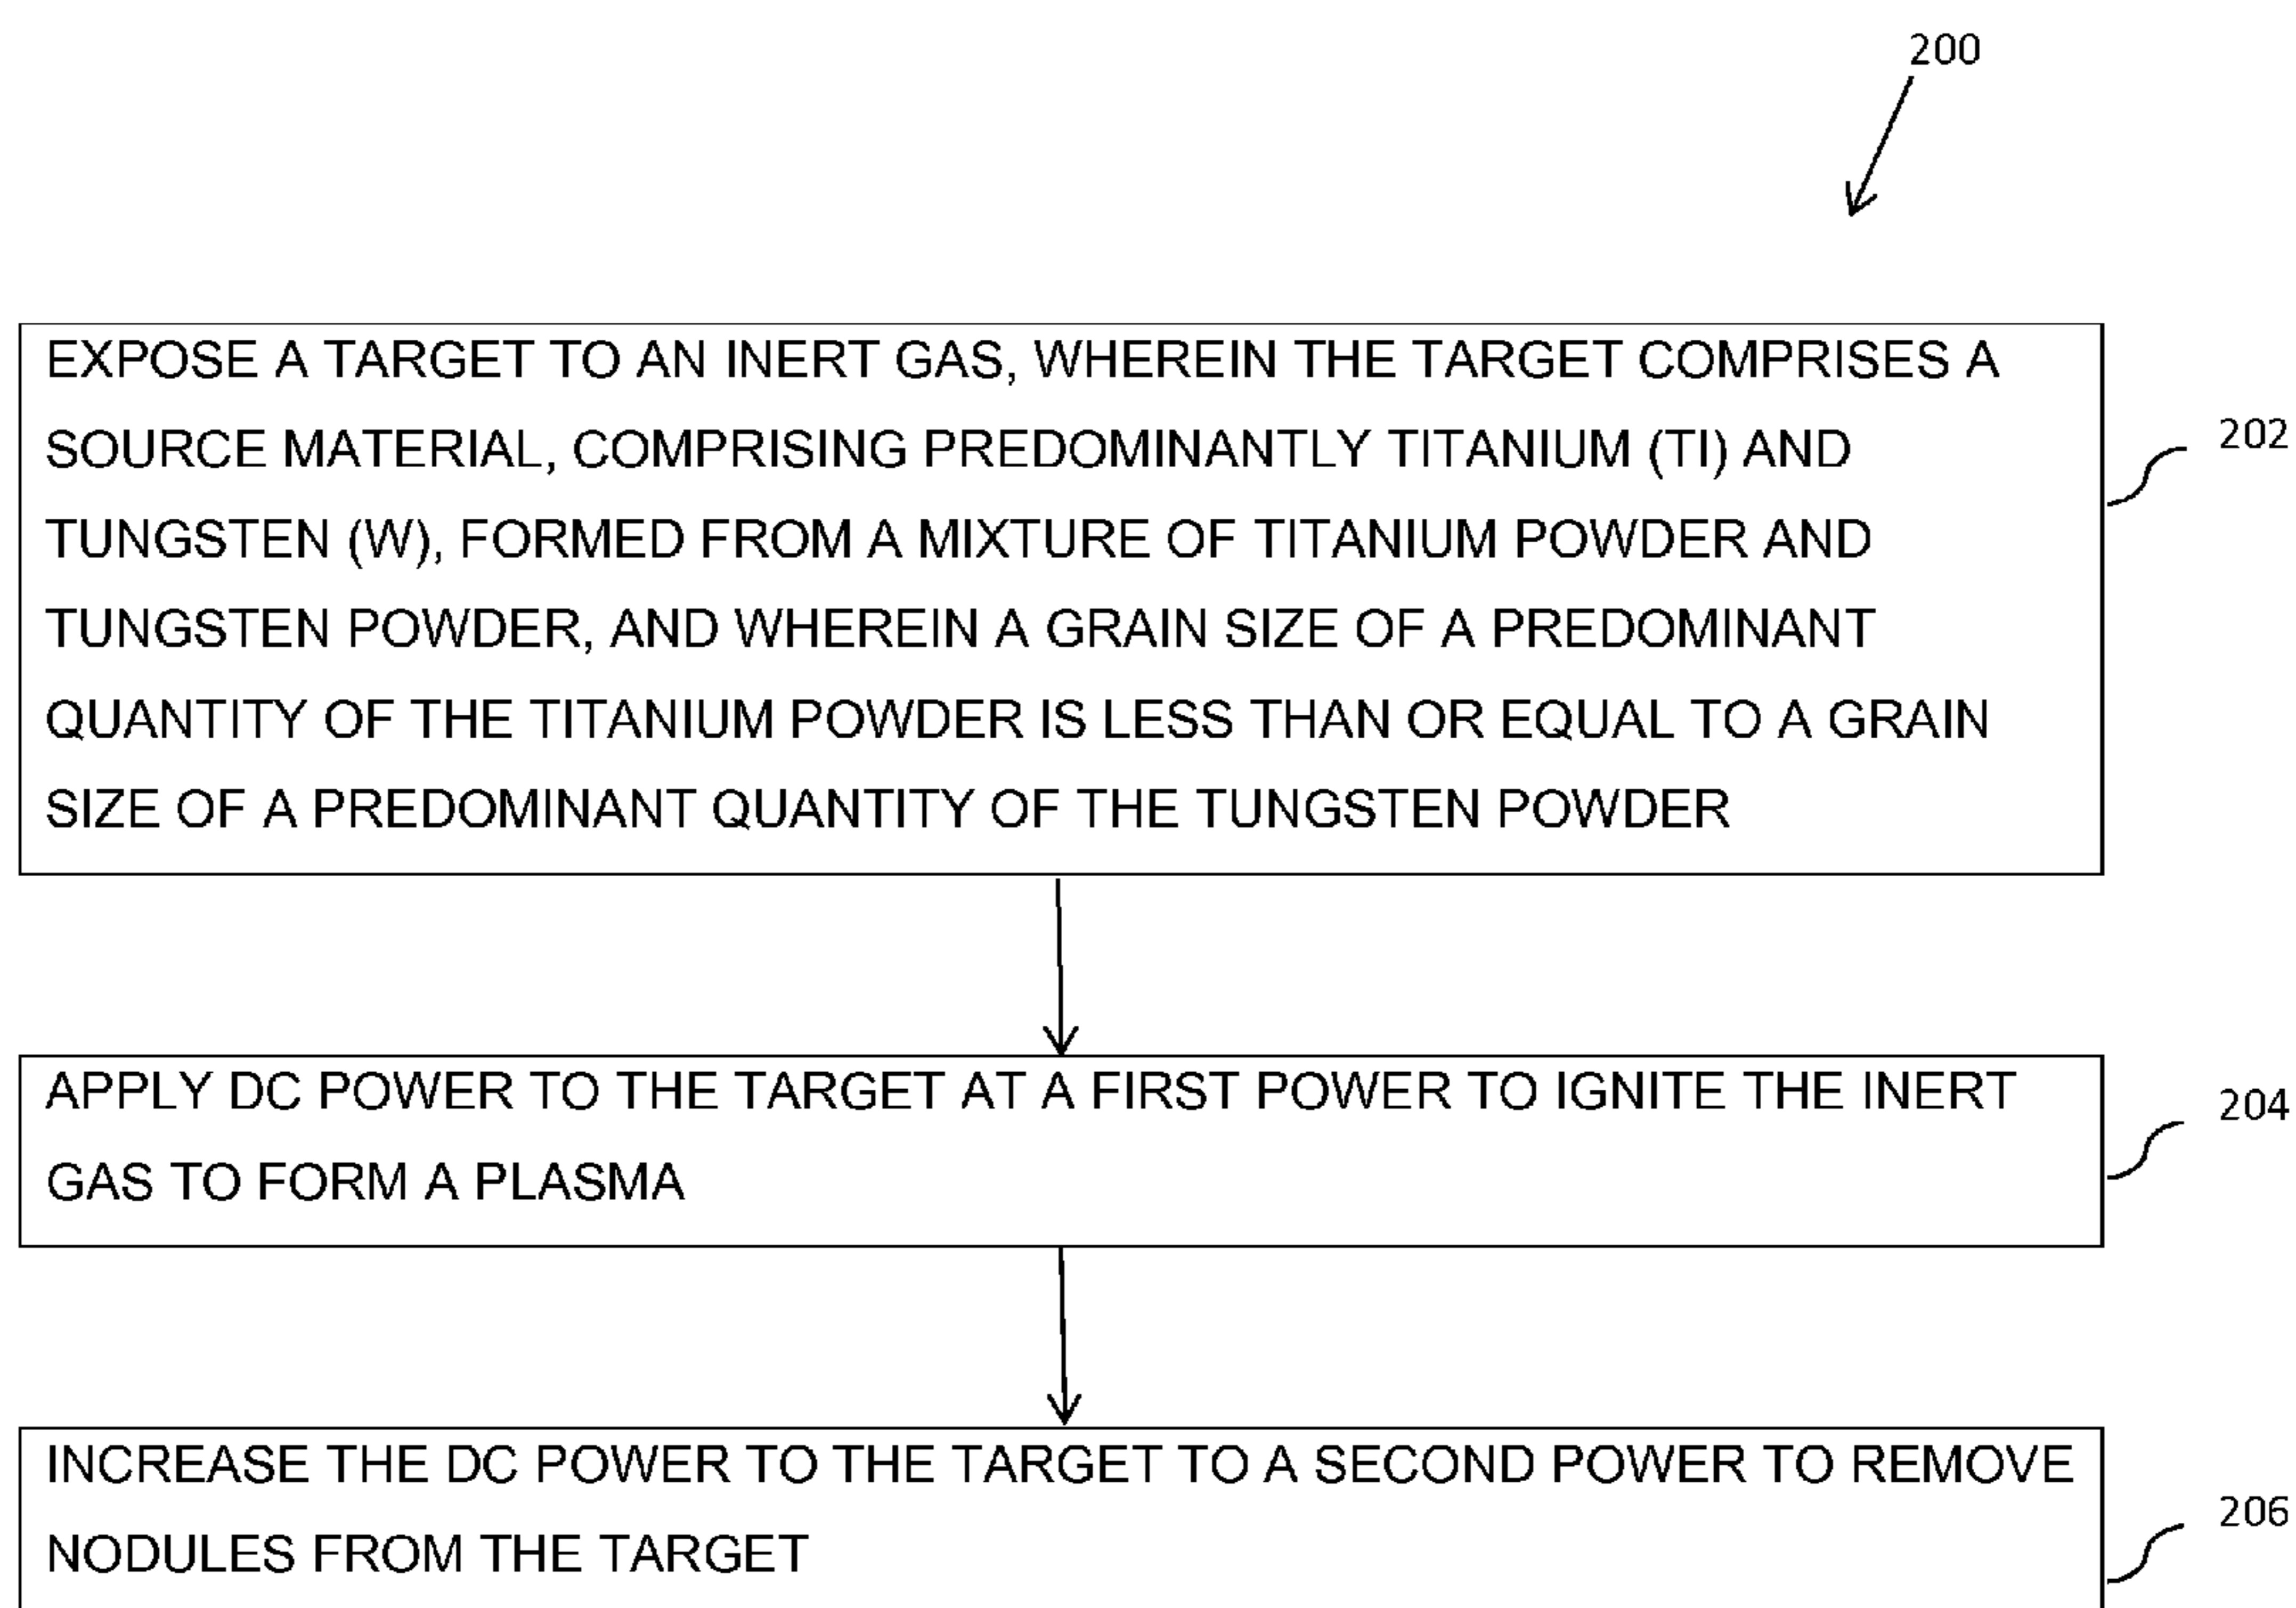 200
EXPOSE A TARGET TO AN INERT GAS, WHEREIN THE TARGET COMPRISES A
SOURCE MATERIAL, COMPRISING PREDOMINANTLY TITANIUM (TI) AND
TUNGSTEN (W), FORMED FROM A MIXTURE OF TITANIUM POWDER AND
TUNGSTEN POWDER, AND WHEREIN A GRAIN SIZE OF A PREDOMINANT
QUANTITY OF THE TITANIUM POWDER IS LESS THAN OR EQUAL TO A GRAIN
SIZE OF A PREDOMINANT QUANTITY OF THE TUNGSTEN POWDER
202
APPLY DC POWER TO THE TARGET AT A FIRST POWER TO IGNITE THE INERT
GAS TO FORM A PLASMA
204
INCREASE THE DC POWER TO THE TARGET TO A SECOND POWER TO REMOVE
NODULES FROM THE TARGET
206